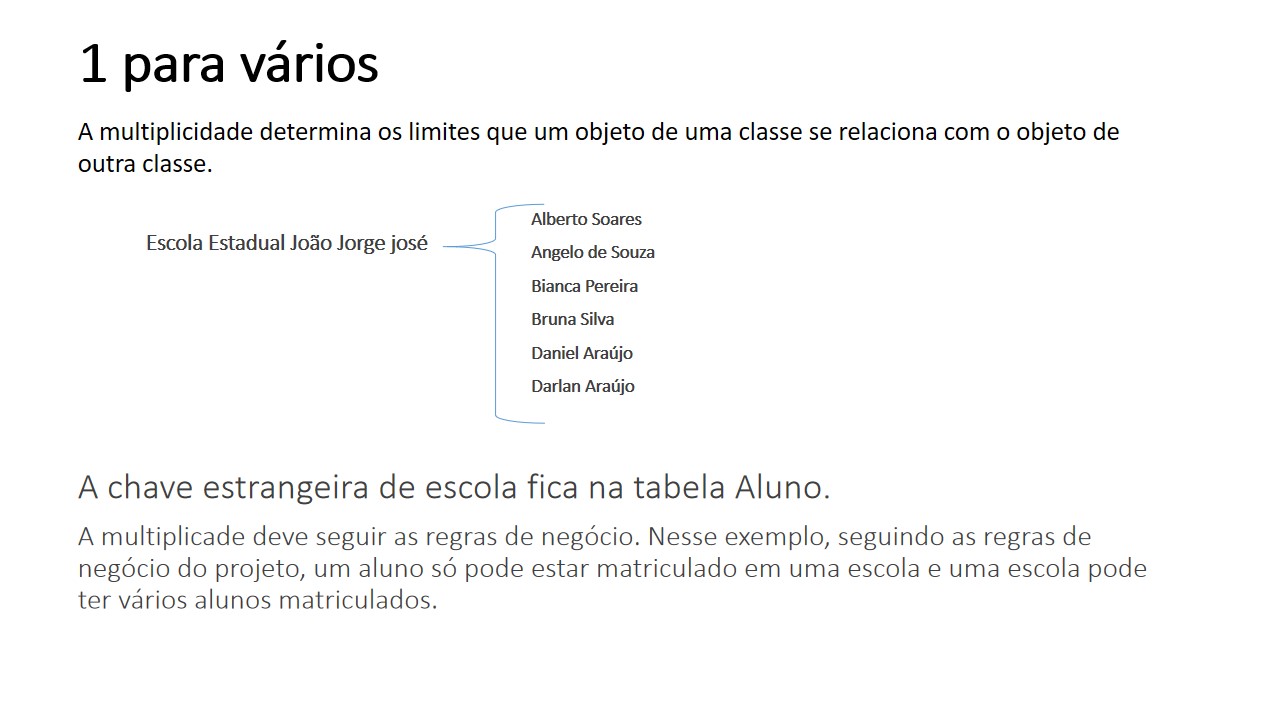 1 para vários
A multiplicidade determina os limites que um objeto de uma classe se relaciona com o objeto de
outra classe.
Escola Estadual João Jorge josé
Alberto Soares
Angelo de Souza
Bianca Pereira
Bruna Silva
Daniel Araújo
Darlan Araújo
A chave estrangeira de escola fica na tabela Aluno.
A multiplicade deve seguir as regras de negócio. Nesse exemplo, seguindo as regras de
negócio do projeto, um aluno só pode estar matriculado em uma escola e uma escola pode
ter vários alunos matriculados.